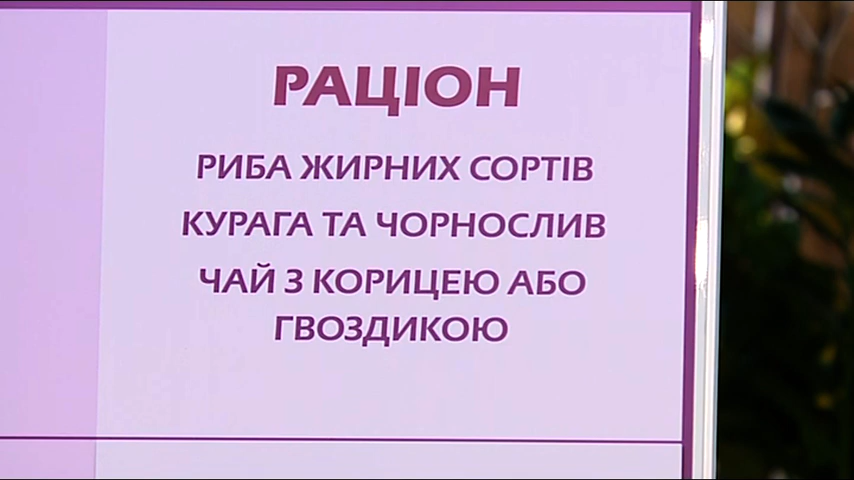 РАЦІОН
РИБА ЖИРНИХ СОРТІВ
КУРАГА ТА ЧОРНОСЛИВ
ЧАЙ З КОРИЦЕЮ АБО
ГВОЗДИКОЮ